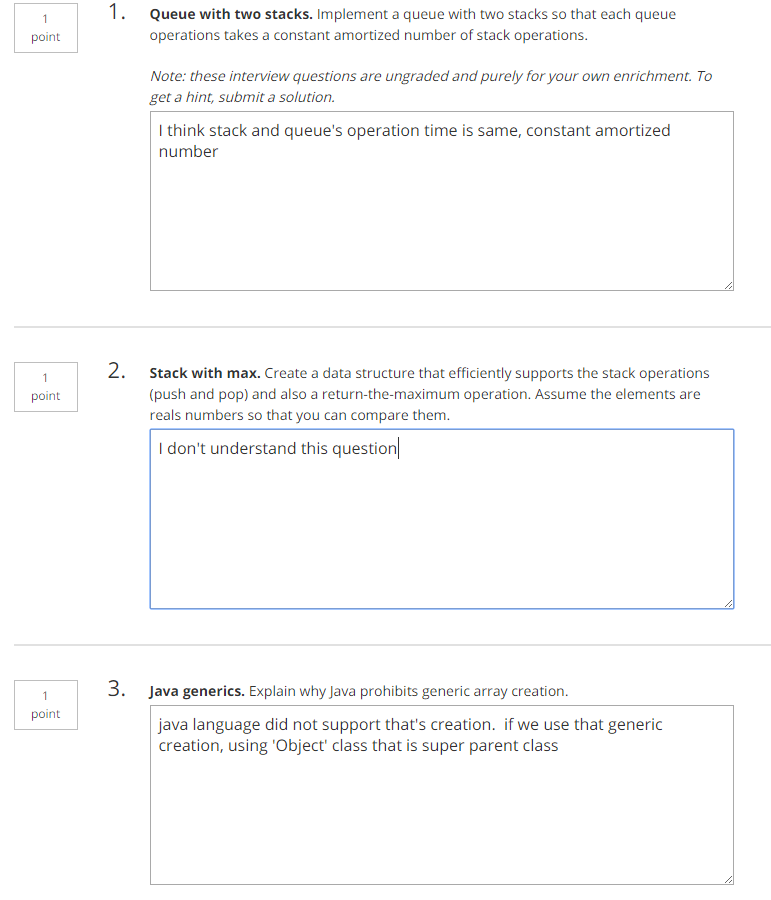 1
point
1.
Queue with two stacks. Implement a queue with two stacks so that each queue
operations takes a constant amortized number of stack operations.
Note: these interview questions are ungraded and purely for your own enrichment. To
get a hint, submit a solution.
I think stack and queue's operation time is same, constant amortized
number
1
point
2.
Stack with max. Create a data structure that efficiently supports the stack operations
(push and pop) and also a return-the-maximum operation. Assume the elements are
reals numbers so that you can compare them.
I don't understand this question
1
point
3.
Java generics. Explain why Java prohibits generic array creation.
java language did not support that's creation.  if we use that generic
creation, using 'Object' class that is super parent class